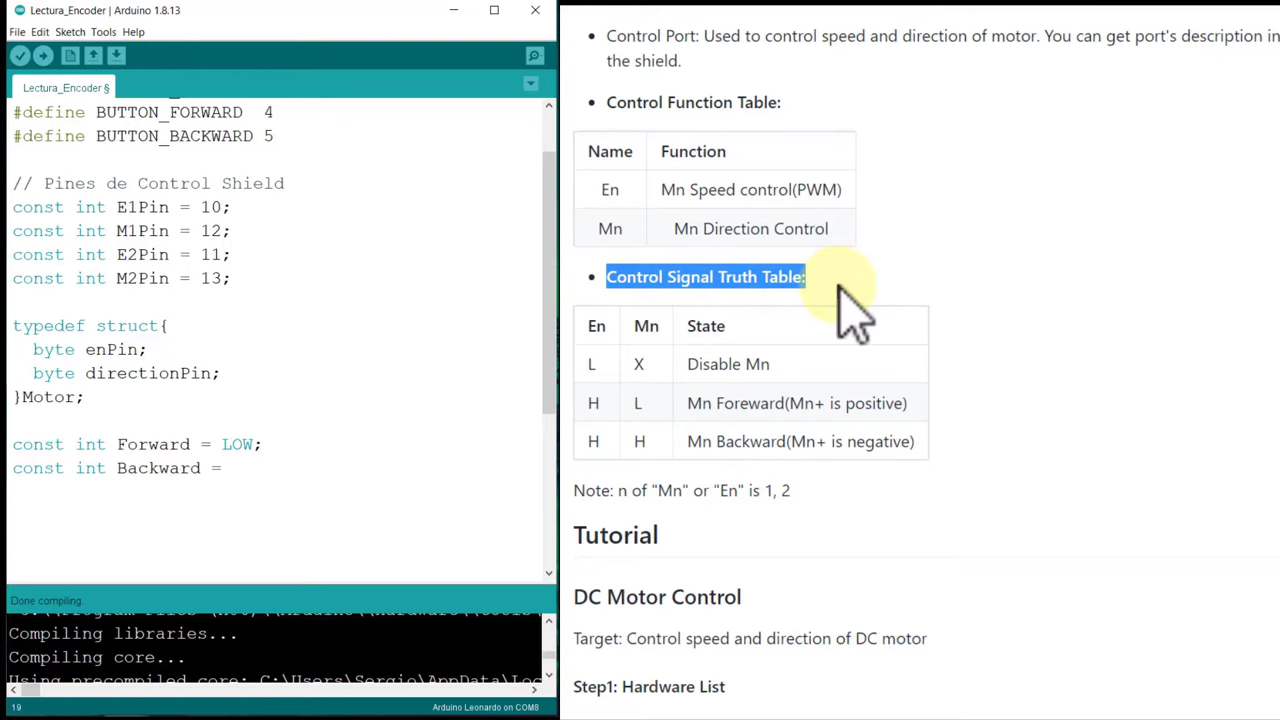 Lectura_Encoder | Arduino 1.8.13
File Edit Sketch Tools Help
Lectura_Encoder §
#define BUTTON_FORWARD 4
#define BUTTON_BACKWARD 5
// Pines de Control Shield
const int E1Pin = 10;
const int M1Pin = 12;
const int E2Pin = 11;
const int M2Pin = 13;
typedef struct{
byte enPin;
byte directionPin;
}Motor;
const int Forward = LOW;
const int Backward =
Done compiling.
Compiling libraries...
Compiling core...
Using precompiled core: C:\Users\Sergio\AppData\Loc
19
Arduino Leonardo on COM8
• Control Port: Used to control speed and direction of motor. You can get port's description in
the shield.
• Control Function Table:
Name Function
En Mn Speed control(PWM)
Mn Mn Direction Control
• Control Signal Truth Table:
En Mn State
L X Disable Mn
H L Mn Foreward(Mn+ is positive)
H H Mn Backward(Mn+ is negative)
Note: n of "Mn" or "En" is 1, 2
Tutorial
DC Motor Control
Target: Control speed and direction of DC motor
Step1: Hardware List